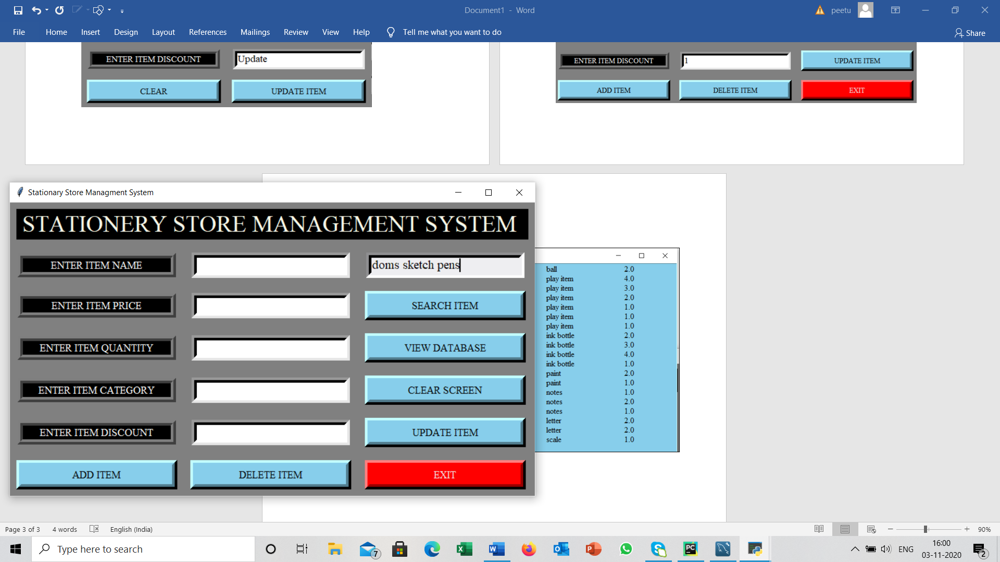 Document1 - Word
peetu
File Home Insert Design Layout References Mailings Review View Help Tell me what you want to do
Share
ENTER ITEM DISCOUNT Update
CLEAR UPDATE ITEM
ENTER ITEM DISCOUNT 1 UPDATE ITEM
ADD ITEM DELETE ITEM EXIT
Stationary Store Managment System
STATIONERY STORE MANAGEMENT SYSTEM
ENTER ITEM NAME doms sketch pens
ENTER ITEM PRICE SEARCH ITEM
ENTER ITEM QUANTITY VIEW DATABASE
ENTER ITEM CATEGORY CLEAR SCREEN
ENTER ITEM DISCOUNT UPDATE ITEM
ADD ITEM DELETE ITEM EXIT
ball 2.0
play item 4.0
play item 3.0
play item 2.0
play item 1.0
play item 1.0
play item 1.0
ink bottle 2.0
ink bottle 3.0
ink bottle 4.0
ink bottle 1.0
paint 2.0
paint 1.0
notes 1.0
notes 2.0
notes 1.0
letter 2.0
letter 2.0
scale 1.0
Page 3 of 3 4 words English (India) 90%
Type here to search
7
ENG
16:00
03-11-2020
2